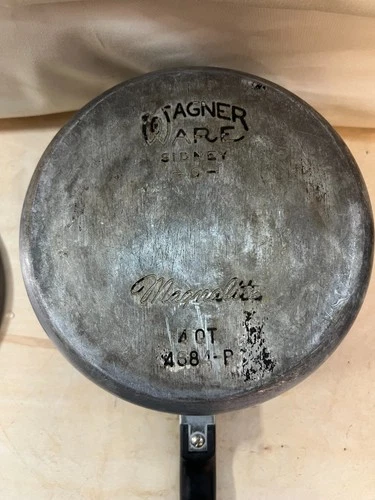 WAGNER
WARE
SIDNEY
-O-
Magnalite
4 QT
4684-P